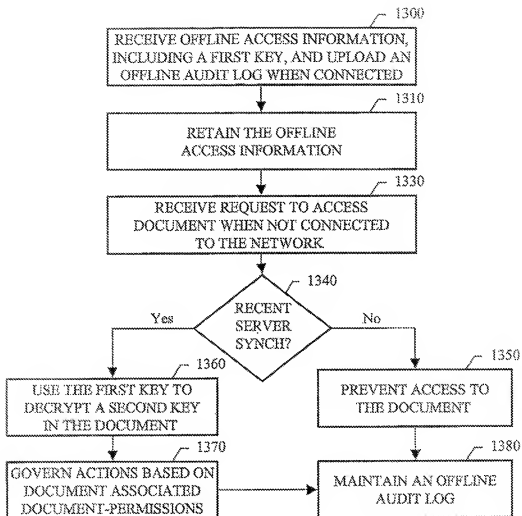 1300
RECEIVE OFFLINE ACCESS INFORMATION,
INCLUDING A FIRST KEY, AND UPLOAD AN
OFFLINE AUDIT LOG WHEN CONNECTED
1310
RETAIN THE OFFLINE
ACCESS INFORMATION
1330
RECEIVE REQUEST TO ACCESS
DOCUMENT WHEN NOT CONNECTED
TO THE NETWORK
1340
RECENT
SERVER
SYNCH?
Yes
No
1360
USE THE FIRST KEY TO
DECRYPT A SECOND KEY
IN THE DOCUMENT
1350
PREVENT ACCESS TO
THE DOCUMENT
1370
GOVERN ACTIONS BASED ON
DOCUMENT ASSOCIATED
DOCUMENT-PERMISSIONS
1380
MAINTAIN AN OFFLINE
AUDIT LOG